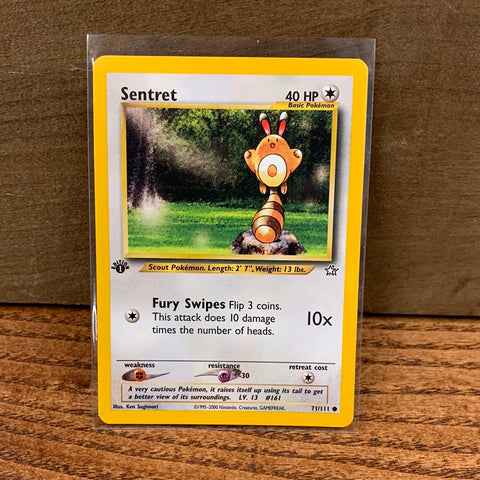 Sentret 40 HP
Basic Pokémon
EDITION
1
Scout Pokémon. Length: 2' 7", Weight: 13 lbs.
Fury Swipes Flip 3 coins.
This attack does 10 damage
times the number of heads.
10x
weakness resistance retreat cost
-30
A very cautious Pokémon, it raises itself up using its tail to get
a better view of its surroundings. LV. 13 #161
Illus. Ken Sugimori ©1995-2000 Nintendo, Creatures, GAMEFREAK. 71/111